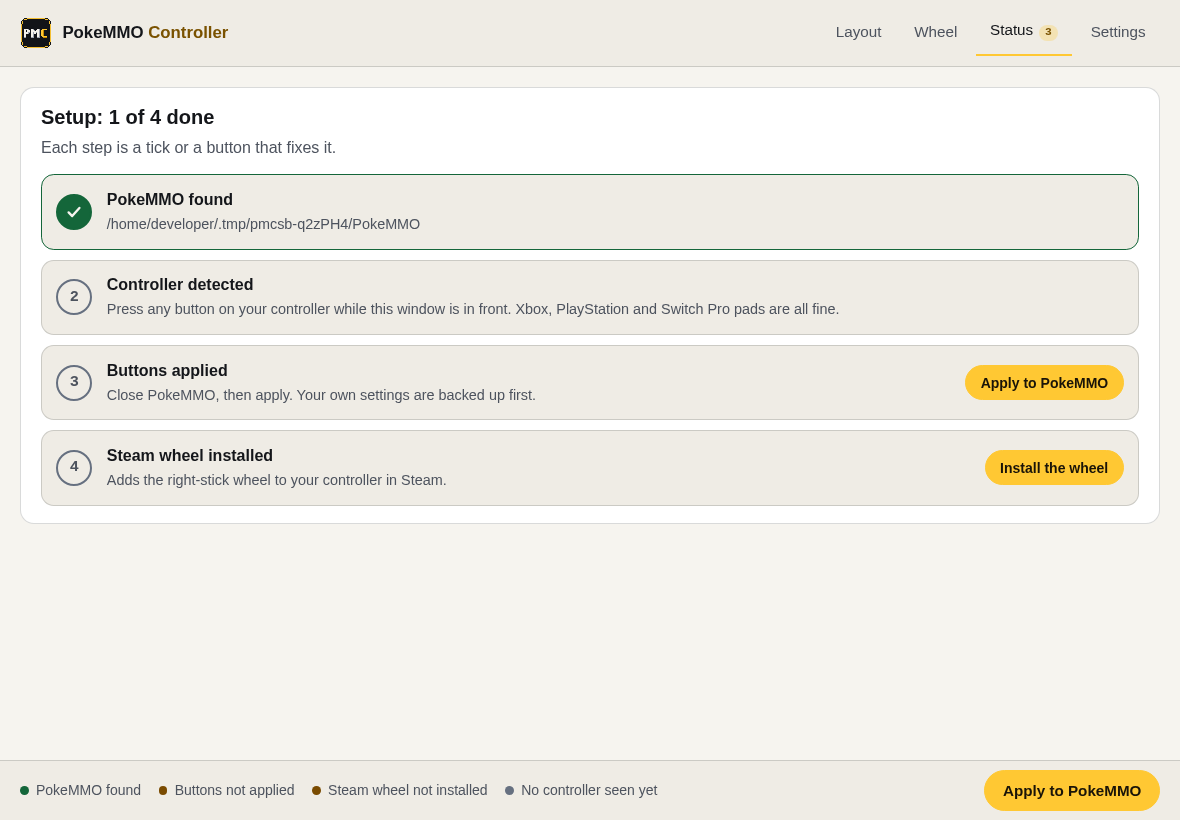 PMC PokeMMO Controller
Layout Wheel Status 3 Settings
Setup: 1 of 4 done
Each step is a tick or a button that fixes it.
PokeMMO found
/home/developer/.tmp/pmcsb-q2zPH4/PokeMMO
2 Controller detected
Press any button on your controller while this window is in front. Xbox, PlayStation and Switch Pro pads are all fine.
3 Buttons applied
Close PokeMMO, then apply. Your own settings are backed up first.
Apply to PokeMMO
4 Steam wheel installed
Adds the right-stick wheel to your controller in Steam.
Install the wheel
PokeMMO found Buttons not applied Steam wheel not installed No controller seen yet
Apply to PokeMMO